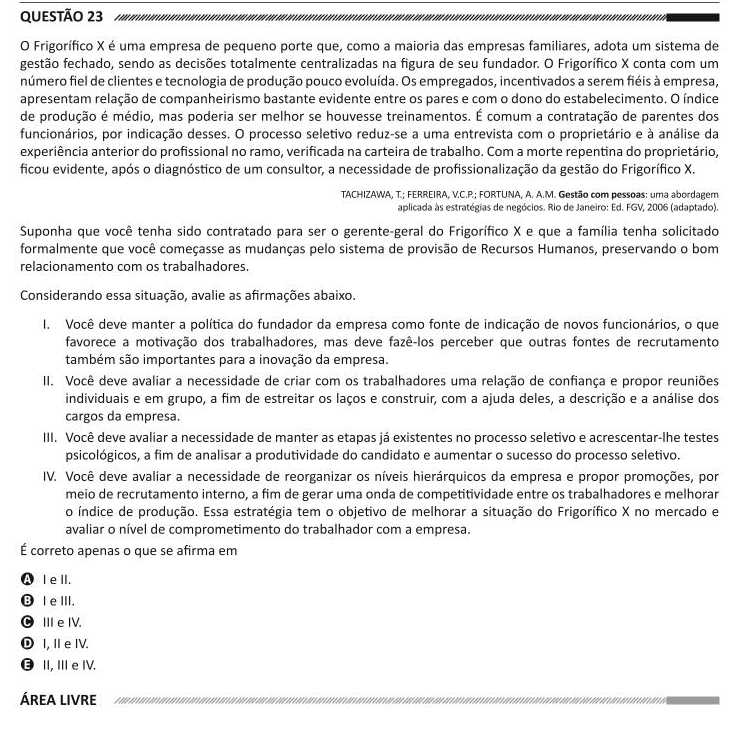 QUESTÃO 23
O Frigorífico X é uma empresa de pequeno porte que, como a maioria das empresas familiares, adota um sistema de
gestão fechado, sendo as decisões totalmente centralizadas na figura de seu fundador. O Frigorífico X conta com um
número fiel de clientes e tecnologia de produção pouco evoluída. Os empregados, incentivados a serem fiéis à empresa,
apresentam relação de companheirismo bastante evidente entre os pares e com o dono do estabelecimento. O índice
de produção é médio, mas poderia ser melhor se houvesse treinamentos. É comum a contratação de parentes dos
funcionários, por indicação desses. O processo seletivo reduz-se a uma entrevista com o proprietário e à análise da
experiência anterior do profissional no ramo, verificada na carteira de trabalho. Com a morte repentina do proprietário,
ficou evidente, após o diagnóstico de um consultor, a necessidade de profissionalização da gestão do Frigorífico X.
TACHIZAWA, T.; FERREIRA, V.C.P.; FORTUNA, A. A.M. Gestão com pessoas: uma abordagem
aplicada às estratégias de negócios. Rio de Janeiro: Ed. FGV, 2006 (adaptado).
Suponha que você tenha sido contratado para ser o gerente-geral do Frigorífico X e que a família tenha solicitado
formalmente que você começasse as mudanças pelo sistema de provisão de Recursos Humanos, preservando o bom
relacionamento com os trabalhadores.
Considerando essa situação, avalie as afirmações abaixo.
I. Você deve manter a política do fundador da empresa como fonte de indicação de novos funcionários, o que
favorece a motivação dos trabalhadores, mas deve fazê-los perceber que outras fontes de recrutamento
também são importantes para a inovação da empresa.
II. Você deve avaliar a necessidade de criar com os trabalhadores uma relação de confiança e propor reuniões
individuais e em grupo, a fim de estreitar os laços e construir, com a ajuda deles, a descrição e a análise dos
cargos da empresa.
III. Você deve avaliar a necessidade de manter as etapas já existentes no processo seletivo e acrescentar-lhe testes
psicológicos, a fim de analisar a produtividade do candidato e aumentar o sucesso do processo seletivo.
IV. Você deve avaliar a necessidade de reorganizar os níveis hierárquicos da empresa e propor promoções, por
meio de recrutamento interno, a fim de gerar uma onda de competitividade entre os trabalhadores e melhorar
o índice de produção. Essa estratégia tem o objetivo de melhorar a situação do Frigorífico X no mercado e
avaliar o nível de comprometimento do trabalhador com a empresa.
É correto apenas o que se afirma em
A I e II.
B I e III.
C III e IV.
D I, II e IV.
E II, III e IV.
ÁREA LIVRE